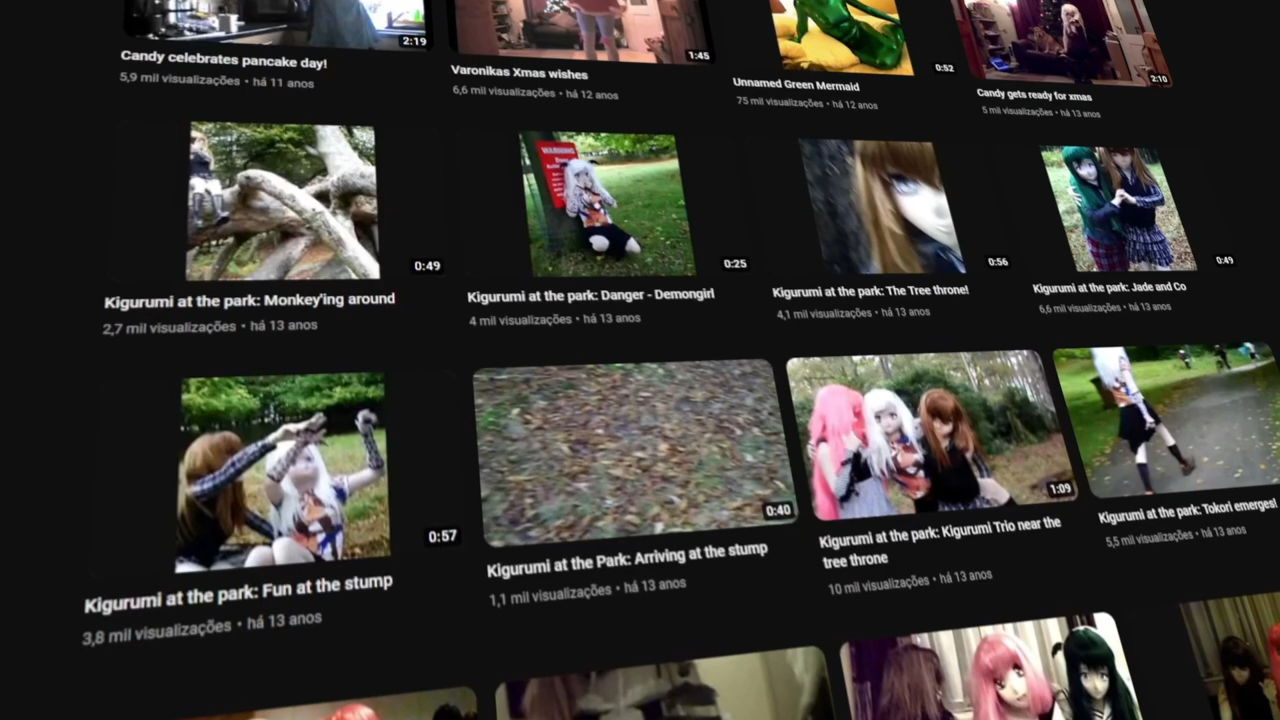 2:19
1:45
0:52
2:10
Candy celebrates pancake day!
5,9 mil visualizações • há 11 anos
Varonikas Xmas wishes
6,6 mil visualizações • há 12 anos
Unnamed Green Mermaid
75 mil visualizações • há 12 anos
Candy gets ready for xmas
5 mil visualizações • há 13 anos
WARNING
0:49
0:25
0:56
0:49
Kigurumi at the park: Monkey'ing around
2,7 mil visualizações • há 13 anos
Kigurumi at the park: Danger - Demongirl
4 mil visualizações • há 13 anos
Kigurumi at the park: The Tree throne!
4,1 mil visualizações • há 13 anos
Kigurumi at the park: Jade and Co
6,6 mil visualizações • há 13 anos
0:57
0:40
1:09
Kigurumi at the park: Fun at the stump
3,8 mil visualizações • há 13 anos
Kigurumi at the Park: Arriving at the stump
1,1 mil visualizações • há 13 anos
Kigurumi at the park: Kigurumi Trio near the
tree throne
10 mil visualizações • há 13 anos
Kigurumi at the park: Tokori emerges!
5,5 mil visualizações • há 13 anos